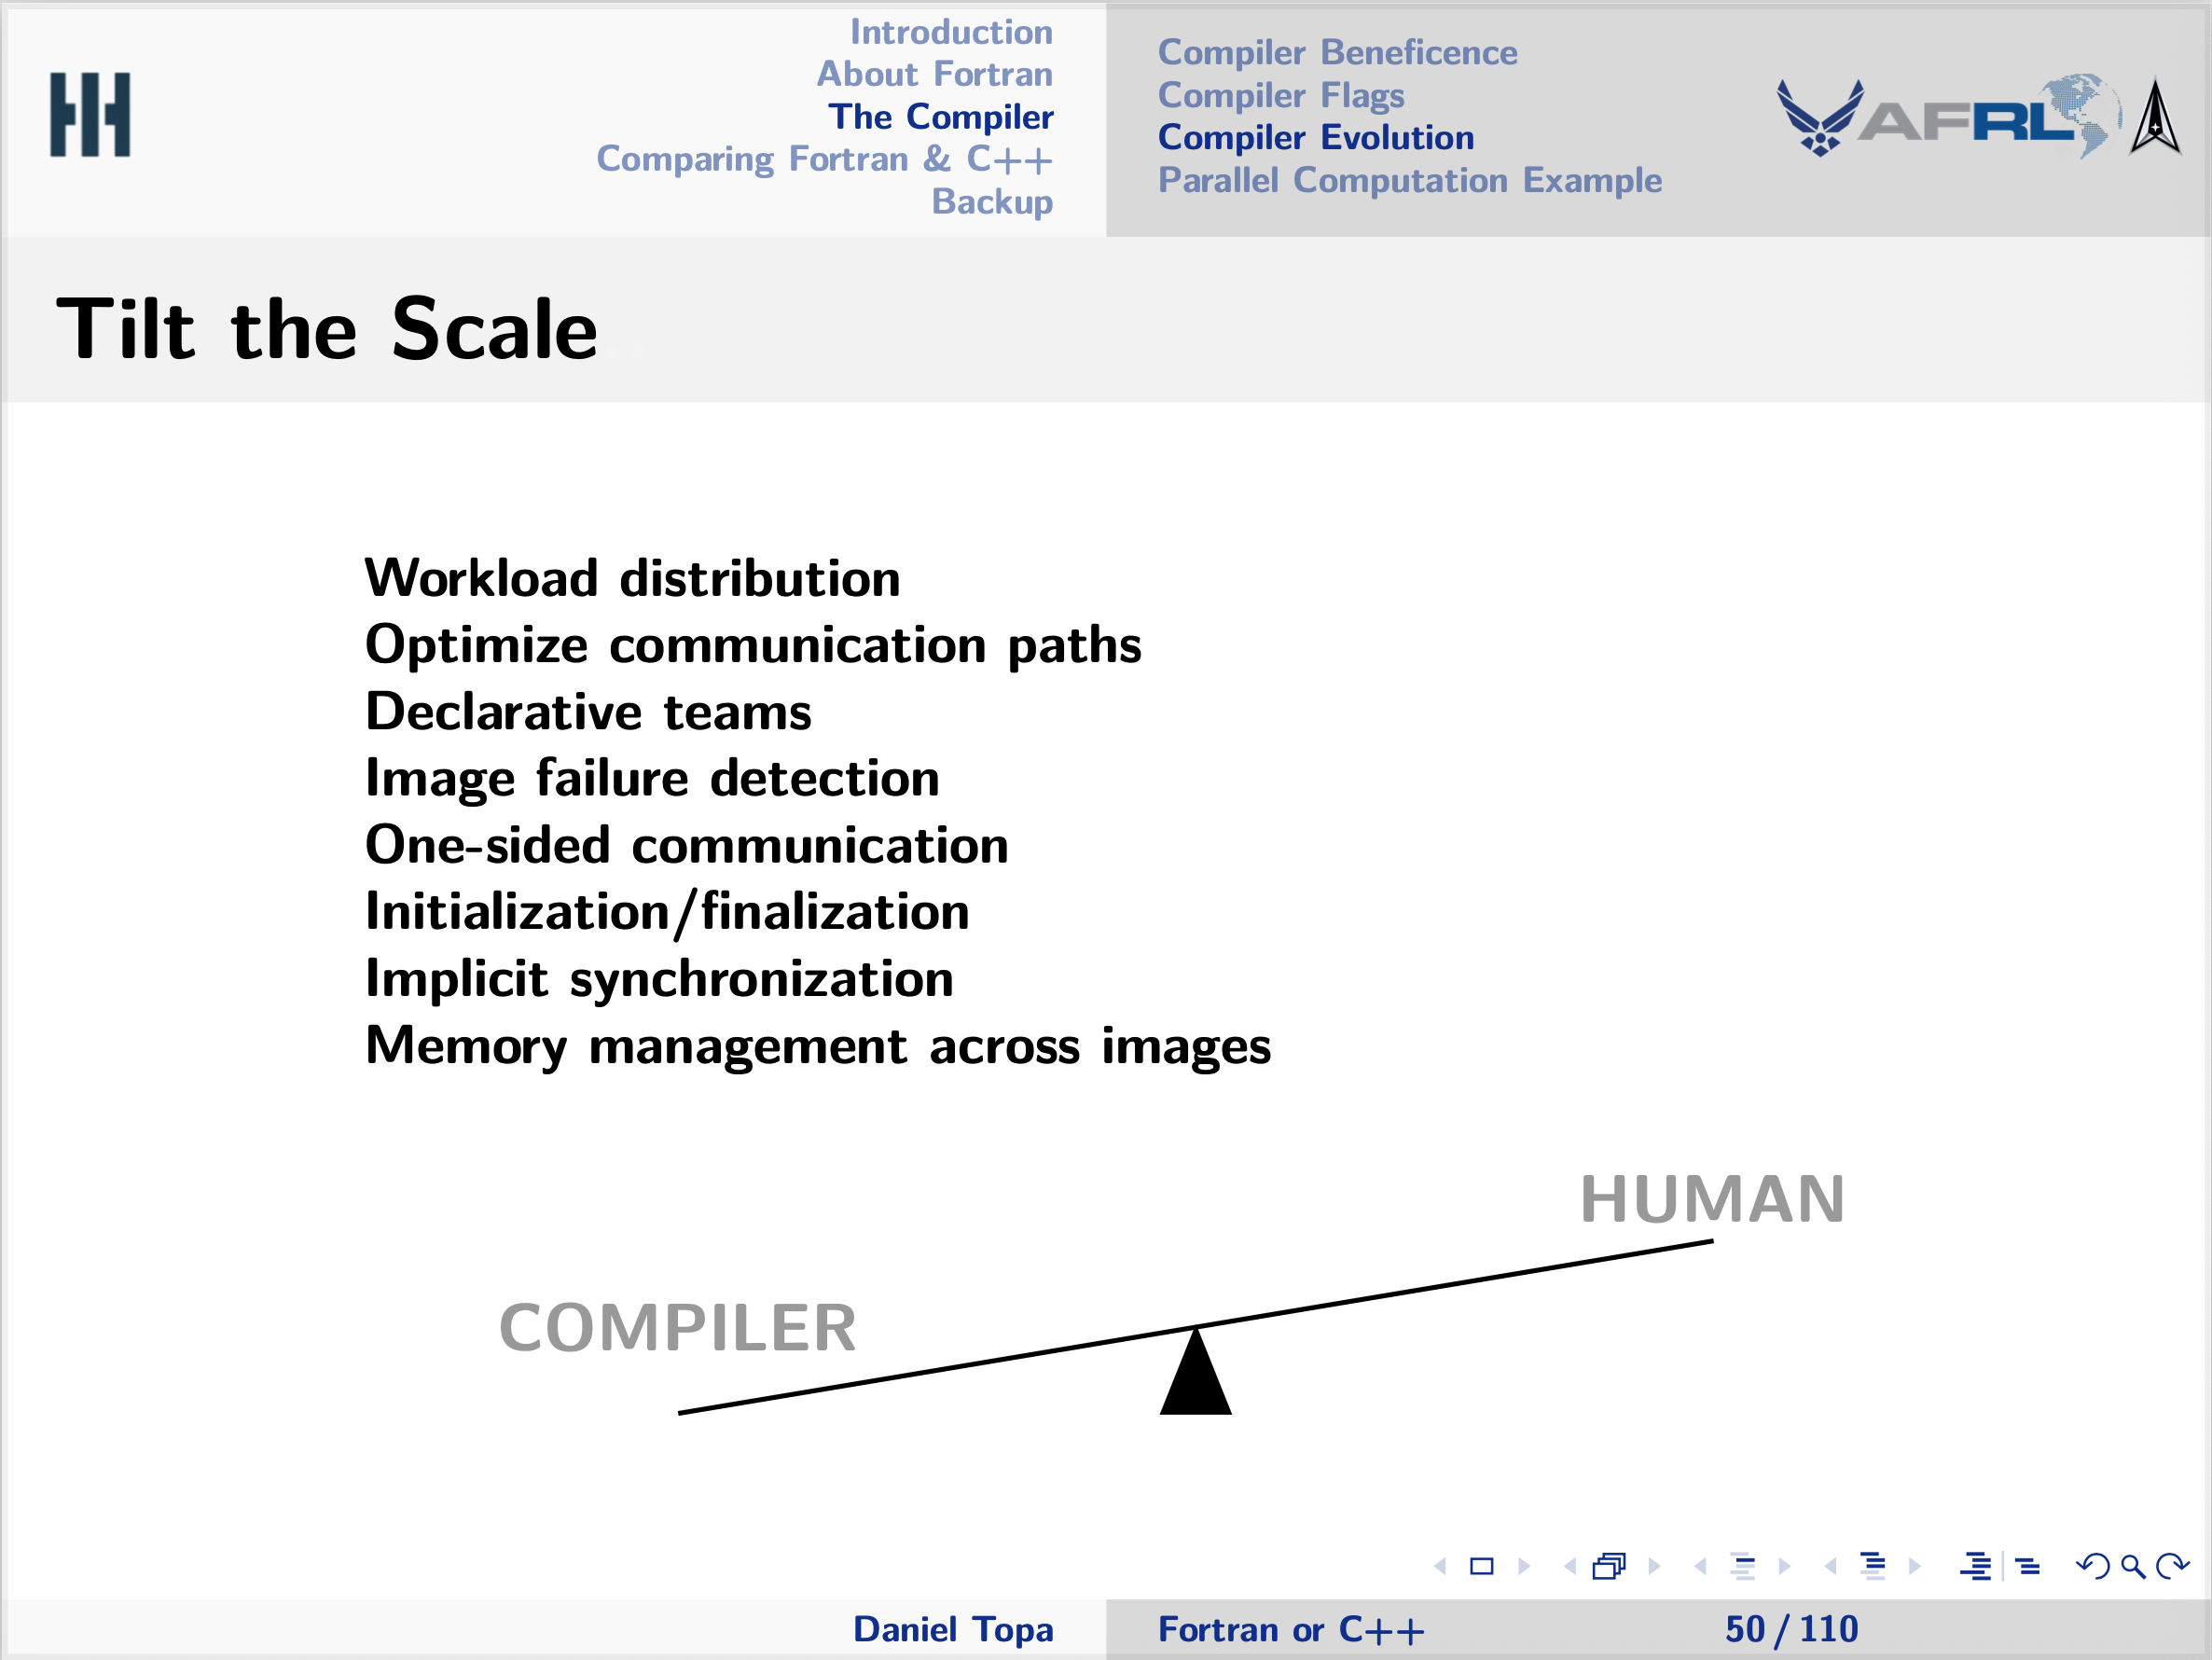 Introduction
About Fortran
The Compiler
Comparing Fortran & C++
Backup
Compiler Beneficence
Compiler Flags
Compiler Evolution
Parallel Computation Example
AFRL
Tilt the Scale
Workload distribution
Optimize communication paths
Declarative teams
Image failure detection
One-sided communication
Initialization/finalization
Implicit synchronization
Memory management across images
HUMAN
COMPILER
Daniel Topa
Fortran or C++
50 / 110